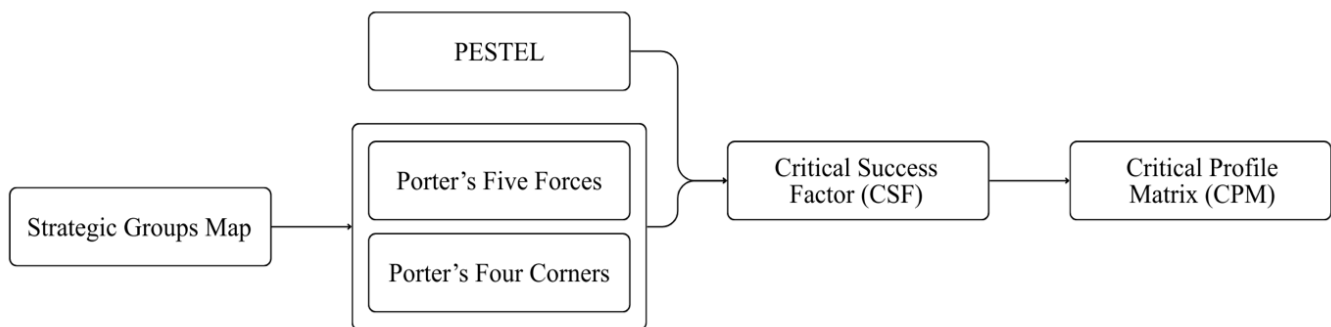 PESTEL
Porter’s Five Forces
Porter’s Four Corners
Strategic Groups Map
Critical Success
Factor (CSF)
Critical Profile
Matrix (CPM)